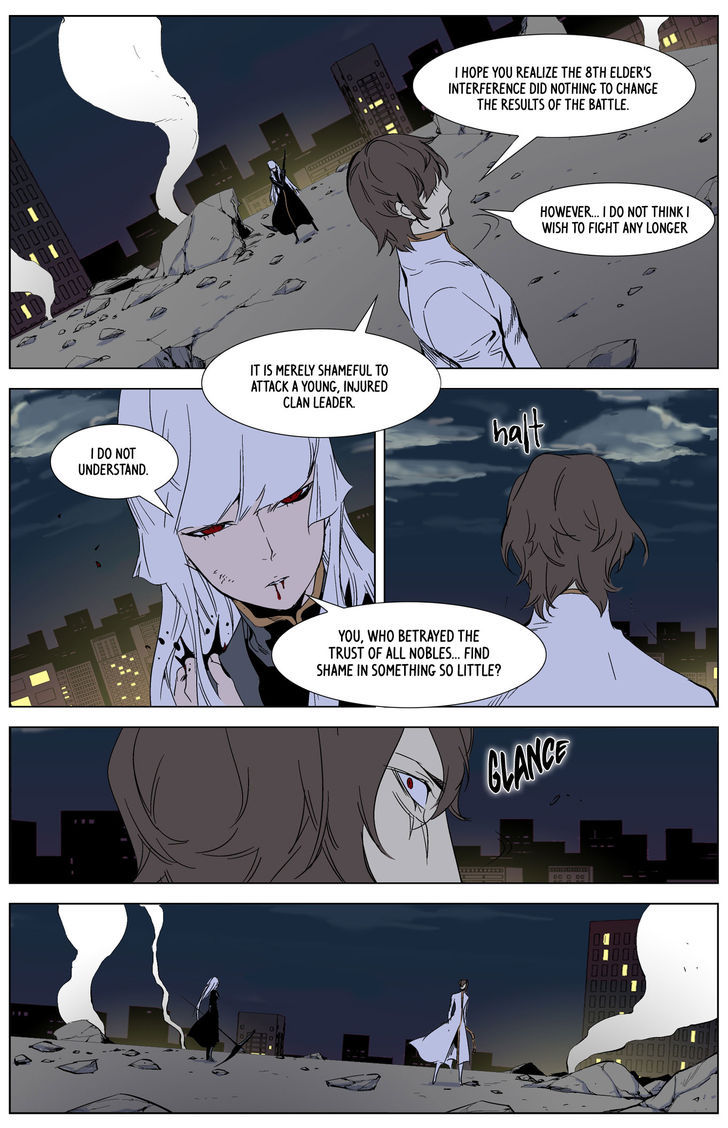 I HOPE YOU REALIZE THE 8TH ELDER'S
INTERFERENCE DID NOTHING TO CHANGE
THE RESULTS OF THE BATTLE.
HOWEVER... I DO NOT THINK I
WISH TO FIGHT ANY LONGER
IT IS MERELY SHAMEFUL TO
ATTACK A YOUNG, INJURED
CLAN LEADER.
I DO NOT
UNDERSTAND.
halt
YOU, WHO BETRAYED THE
TRUST OF ALL NOBLES... FIND
SHAME IN SOMETHING SO LITTLE?
GLANCE